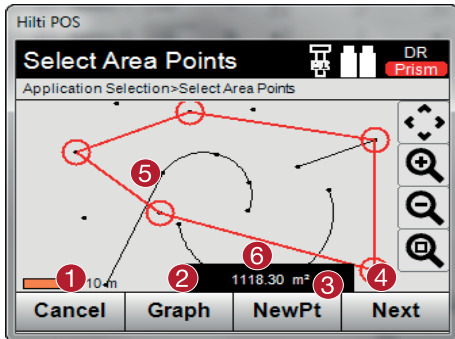 Hilti POS
Select Area Points
DR
Prism
Application Selection>Select Area Points
5
6
1
10 m
2
1118.30 m²
3
4
Cancel
Graph
NewPt
Next